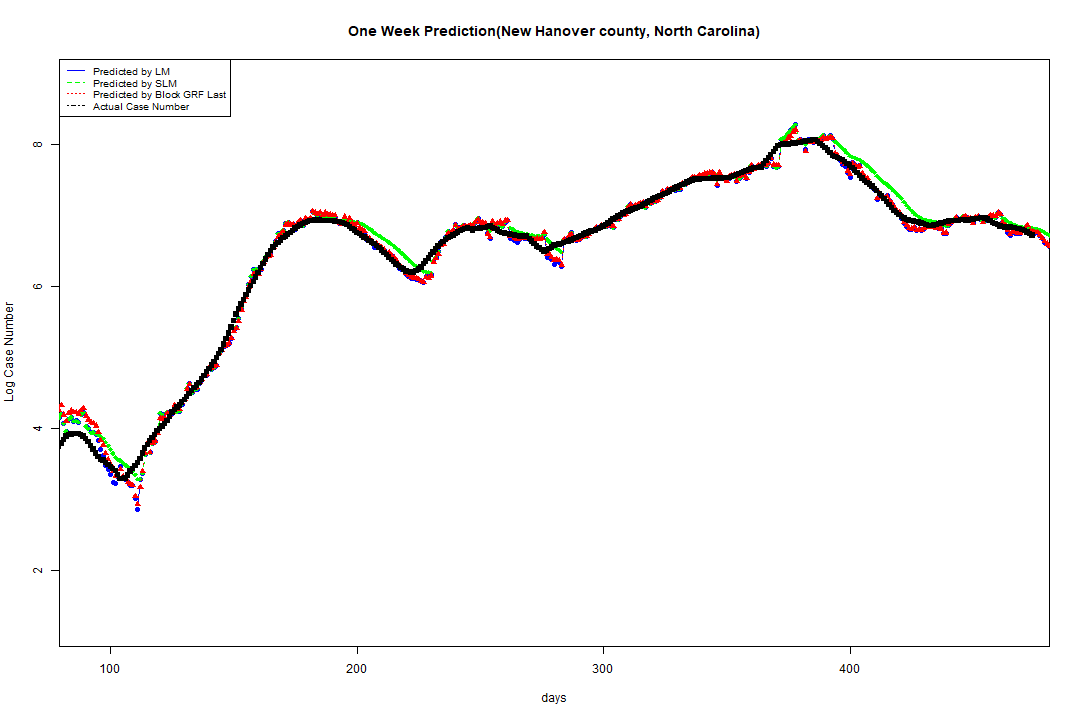 One Week Prediction(New Hanover county, North Carolina)
Predicted by LM
Predicted by SLM
Predicted by Block GRF Last
Actual Case Number
8
6
4
2
Log Case Number
100 200 300 400
days